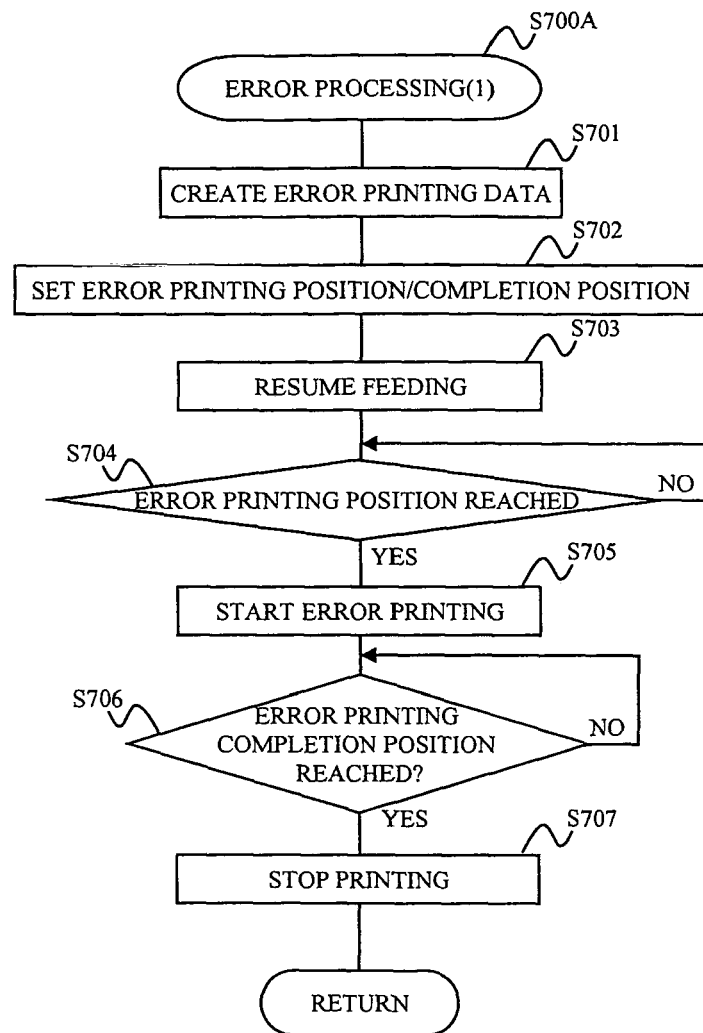 S700A
ERROR PROCESSING(1)
S701
CREATE ERROR PRINTING DATA
S702
SET ERROR PRINTING POSITION/COMPLETION POSITION
S703
RESUME FEEDING
S704
ERROR PRINTING POSITION REACHED
NO
YES
S705
START ERROR PRINTING
S706
ERROR PRINTING
COMPLETION POSITION
REACHED?
NO
YES
S707
STOP PRINTING
RETURN